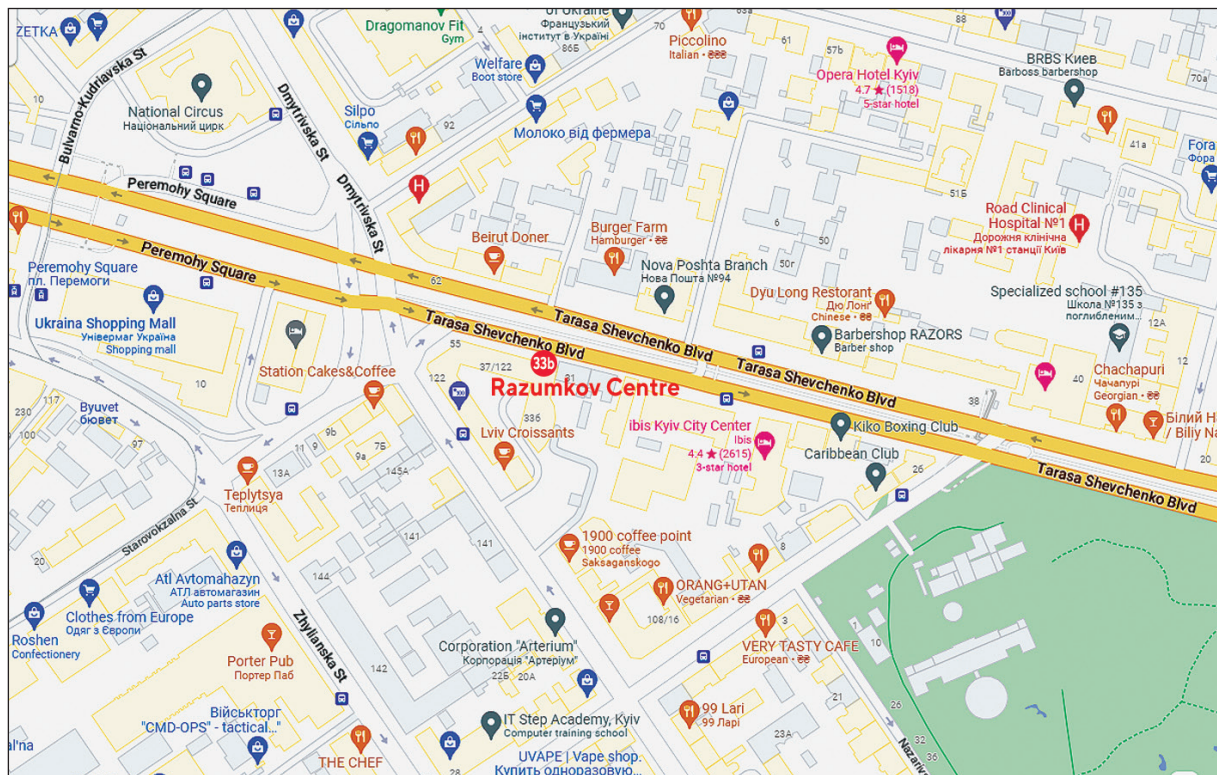 ZETKA
Dragomanov Fit
Gym
of Ukraine
Французький
інститут в Україні
86Б
70
63a
61
57b
88
Piccolino
Italian • ₴₴₴
Opera Hotel Kyiv
4.7 ★ (1518)
5-star hotel
BRBS Киев
Barboss barbershop
70a
Welfare
Boot store
10
National Circus
Національний цирк
Bulvarno-Kudriavska St
Dmytrivska St
Silpo
Сільпо
92
Молоко від фермера
41a
Fora
Фора
51Б
Peremohy Square
Dmytrivska St
6
50
50г
Road Clinical
Hospital №1
Дорожня клінічна
лікарня №1 станції Київ
Beirut Doner
Burger Farm
Hamburger • ₴₴
Peremohy Square
62
Nova Poshta Branch
Нова Пошта №94
Peremohy Square
пл. Перемоги
Dyu Long Restorant
Дю Лонг
Chinese • ₴₴
Specialized school #135
Школа №135 з
поглибленим...
12A
Ukraina Shopping Mall
Універмаг Україна
Shopping mall
Tarasa Shevchenko Blvd
Tarasa Shevchenko Blvd
Barbershop RAZORS
Barber shop
55
37/122
33b
31
Razumkov Centre
Tarasa Shevchenko Blvd
Station Cakes&Coffee
122
10
Chachapuri
Чачапурі
Georgian • ₴₴
40
12
38
230
117
100
Byuvet
бювет
97
11
9
9b
9a
7Б
336
Lviv Croissants
ibis Kyiv City Center
Ibis
4.4 ★ (2615)
3-star hotel
Kiko Boxing Club
Білий На
/ Biliy Na
20
Caribbean Club
26
Tarasa Shevchenko Blvd
13A
145A
Teplytsya
Теплиця
Starovokzalna St
141
141
1900 coffee point
1900 coffee
Saksaganskogo
8
44
Atl Avtomahazyn
АТЛ автомагазин
Auto parts store
144
Clothes from Europe
Одяг з Європи
ORANG+UTAN
Vegetarian • ₴₴
108/16
3
1
10
Roshen
Confectionery
Zhylianska St
Corporation "Arterium"
Корпорація "Артеріум"
VERY TASTY CAFE
European • ₴₴
Porter Pub
Портер Паб
142
22Б
20A
21
Військторг
"CMD-OPS" - tactical...
al'na
IT Step Academy, Kyiv
Computer training school
99 Lari
99 Ларі
23A
32
36
Nazariv
THE CHEF
28
UVAPE | Vape shop.
Купить одноразовую...
26